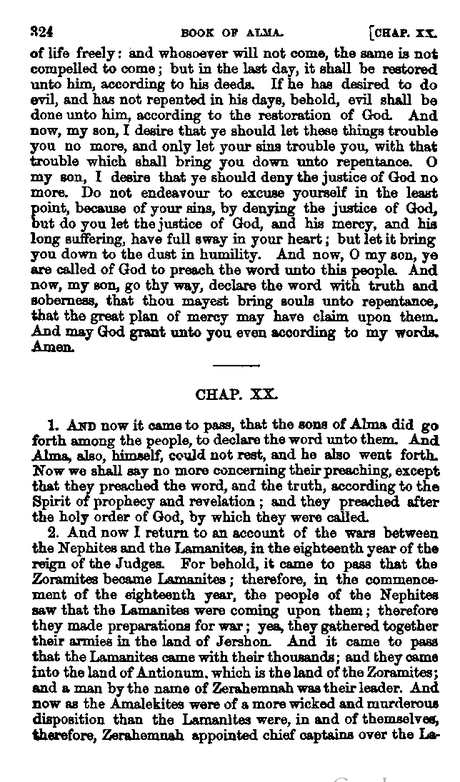 324 BOOK OF ALMA. [CHAP. XX.
of life freely: and whosoever will not come, the same is not
compelled to come; but in the last day, it shall be restored
unto him, according to his deeds. If he has desired to do
evil, and has not repented in his days, behold, evil shall be
done unto him, according to the restoration of God. And
now, my son, I desire that ye should let these things trouble
you no more, and only let your sins trouble you, with that
trouble which shall bring you down unto repentance. O
my son, I desire that ye should deny the justice of God no
more. Do not endeavour to excuse yourself in the least
point, because of your sins, by denying the justice of God,
but do you let the justice of God, and his mercy, and his
long suffering, have full sway in your heart; but let it bring
you down to the dust in humility. And now, O my son, ye
are called of God to preach the word unto this people. And
now, my son, go thy way, declare the word with truth and
soberness, that thou mayest bring souls unto repentance,
that the great plan of mercy may have claim upon them.
And may God grant unto you even according to my words.
Amen.
CHAP. XX.
1. AND now it came to pass, that the sons of Alma did go
forth among the people, to declare the word unto them. And
Alma, also, himself, could not rest, and he also went forth.
Now we shall say no more concerning their preaching, except
that they preached the word, and the truth, according to the
Spirit of prophecy and revelation; and they preached after
the holy order of God, by which they were called.
2. And now I return to an account of the wars between
the Nephites and the Lamanites, in the eighteenth year of the
reign of the Judges. For behold, it came to pass that the
Zoramites became Lamanites; therefore, in the commence-
ment of the eighteenth year, the people of the Nephites
saw that the Lamanites were coming upon them; therefore
they made preparations for war; yea, they gathered together
their armies in the land of Jershon. And it came to pass
that the Lamanites came with their thousands; and they came
into the land of Antionum, which is the land of the Zoramites;
and a man by the name of Zerahemnah was their leader. And
now as the Amalekites were of a more wicked and murderous
disposition than the Lamanites were, in and of themselves,
therefore, Zerahemnah appointed chief captains over the La-